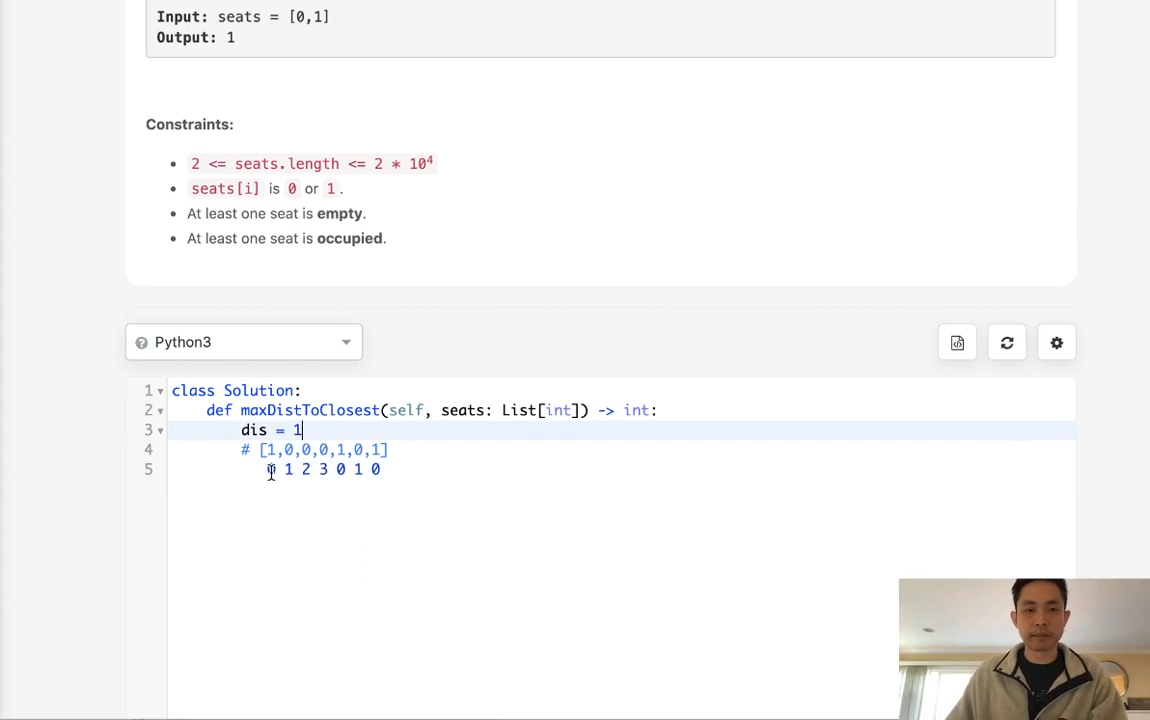 Input: seats = [0,1]
Output: 1
Constraints:
2 <= seats.length <= 2 * 10⁴
seats[i] is 0 or 1.
At least one seat is empty.
At least one seat is occupied.
Python3
1 class Solution:
2 def maxDistToClosest(self, seats: List[int]) -> int:
3 dis = 1
4 # [1,0,0,0,1,0,1]
5 0 1 2 3 0 1 0